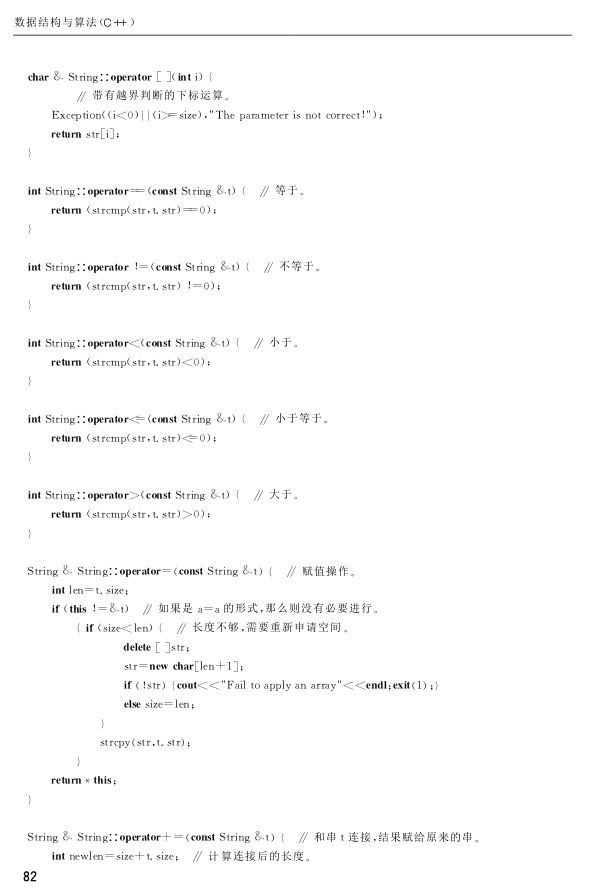 数据结构与算法(C++)
char & String::operator [ ](int i) {
// 带有越界判断的下标运算。
Exception((i<0)||(i>=size),"The parameter is not correct!");
return str[i];
}
int String::operator==(const String &t) { // 等于。
return (strcmp(str,t.str)==0);
}
int String::operator !=(const String &t) { // 不等于。
return (strcmp(str,t.str) !=0);
}
int String::operator<(const String &t) { // 小于。
return (strcmp(str,t.str)<0);
}
int String::operator<=(const String &t) { // 小于等于。
return (strcmp(str,t.str)<=0);
}
int String::operator>(const String &t) { // 大于。
return (strcmp(str,t.str)>0);
}
String & String::operator=(const String &t) { // 赋值操作。
int len=t.size;
if (this !=&t) // 如果是 a=a 的形式,那么则没有必要进行。
{ if (size<len) { // 长度不够,需要重新申请空间。
delete [ ]str;
str=new char[len+1];
if (!str) {cout<<"Fail to apply an array"<<endl;exit(1);}
else size=len;
}
strcpy(str,t.str);
}
return * this;
}
String & String::operator+=(const String &t) { // 和串 t 连接,结果赋给原来的串。
int newlen=size+t.size; // 计算连接后的长度。
82